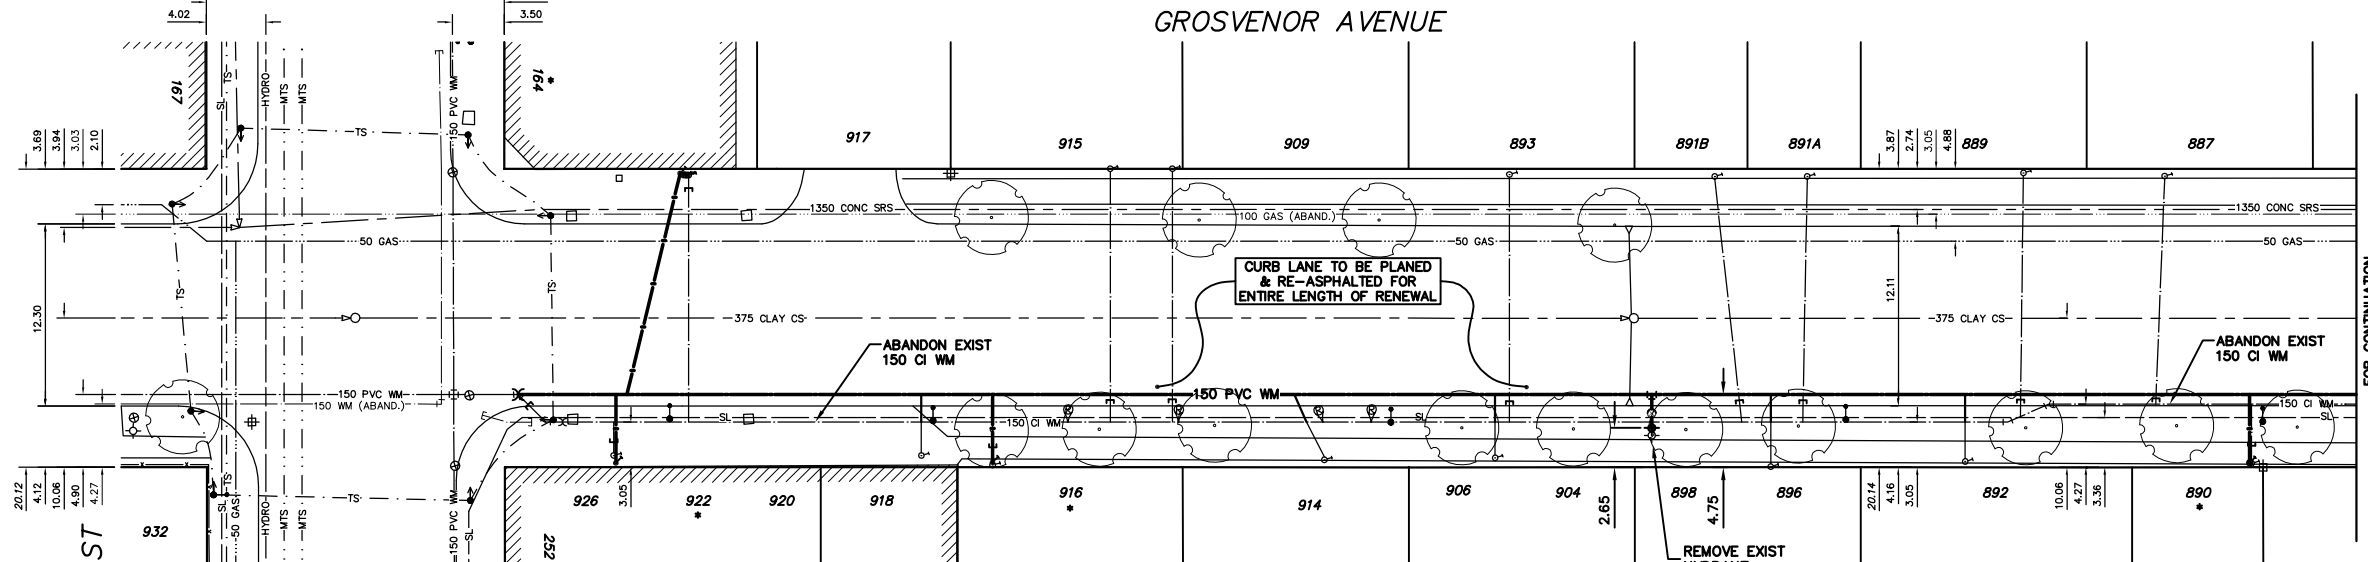 GROSVENOR AVENUE
4.02
3.50
167
SL
TS
HYDRO
MTS
MTS
150 PVC WM
164
*
917
915
909
893
891B
891A
889
887
3.69
3.94
3.03
2.10
3.87
2.74
3.05
4.88
TS
1350 CONC SRS
100 GAS (ABAND.)
1350 CONC SRS
50 GAS
50 GAS
50 GAS
TS
TS
12.30
12.11
CURB LANE TO BE PLANED
& RE-ASPHALTED FOR
ENTIRE LENGTH OF RENEWAL
375 CLAY CS
375 CLAY CS
ABANDON EXIST
150 CI WM
ABANDON EXIST
150 CI WM
FOR CONTINUATION
150 PVC WM
150 WM (ABAND.)
150 PVC WM
150 CI WM
SL
150 CI WM
SL
SL
20.12
4.12
10.06
4.90
4.27
ST
932
SL
TS
50 GAS
HYDRO
MTS
MTS
TS
150 PVC WM
SL
252
926
3.05
922
*
920
918
916
*
914
906
904
2.65
898
4.75
896
20.14
4.16
3.05
892
10.06
4.27
3.36
890
*
REMOVE EXIST